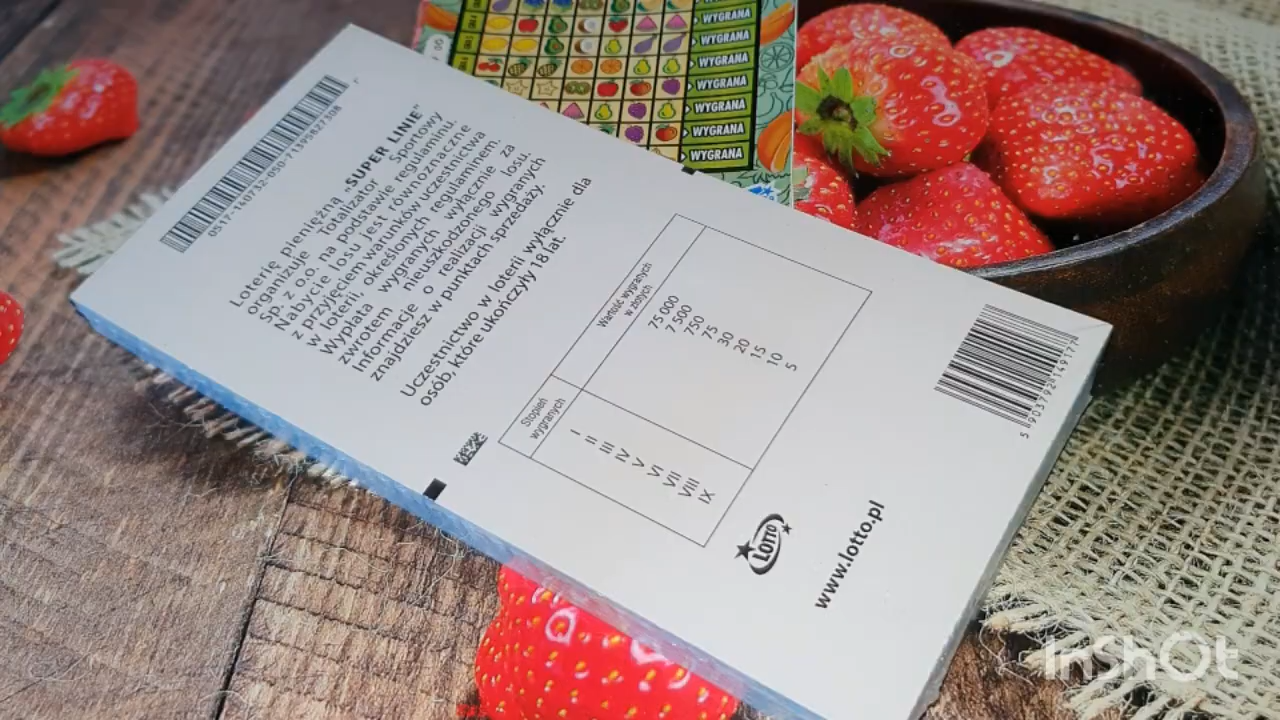 WYGRANA
WYGRANA
WYGRANA
WYGRANA
WYGRANA
WYGRANA
WYGRANA
0517-140732-050-7139582308
Loterię pieniężną „SUPER LINIE”
organizuje Totalizator Sportowy
Sp. z o.o. na podstawie regulaminu.
Nabycie losu jest równoznaczne
z przyjęciem warunków uczestnictwa
w loterii, określonych regulaminem.
Wypłata wygranych wyłącznie za
zwrotem nieuszkodzonego losu.
Informacje o realizacji wygranych
znajdziesz w punktach sprzedaży.
Uczestnictwo w loterii wyłącznie dla
osób, które ukończyły 18 lat.
Stopień wygranych Wartość wygranych w złotych
I 75 000
II 7 500
III 750
IV 75
V 30
VI 20
VII 15
VIII 10
IX 5
LOTTO
www.lotto.pl
5 903792 149177
InShOt